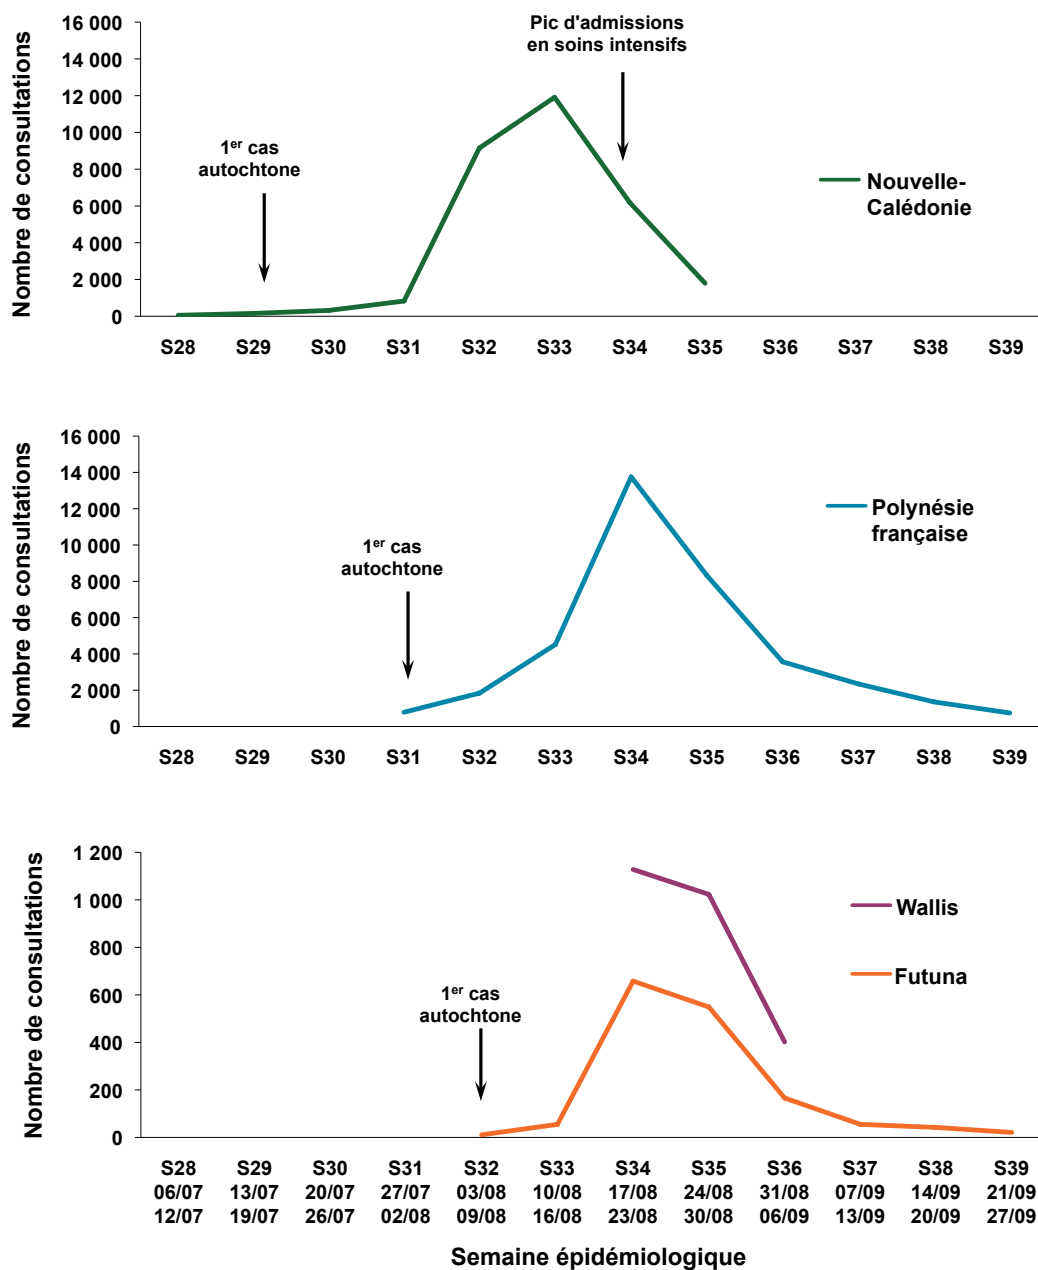 16 000
14 000
12 000
10 000
8 000
6 000
4 000
2 000
0
Nombre de consultations
1er cas
autochtone
Pic d'admissions
en soins intensifs
Nouvelle-
Calédonie
S28 S29 S30 S31 S32 S33 S34 S35 S36 S37 S38 S39
16 000
14 000
12 000
10 000
8 000
6 000
4 000
2 000
0
Nombre de consultations
1er cas
autochtone
Polynésie
française
S28 S29 S30 S31 S32 S33 S34 S35 S36 S37 S38 S39
1 200
1 000
800
600
400
200
0
Nombre de consultations
1er cas
autochtone
Wallis
Futuna
S28 S29 S30 S31 S32 S33 S34 S35 S36 S37 S38 S39
06/07 13/07 20/07 27/07 03/08 10/08 17/08 24/08 31/08 07/09 14/09 21/09
12/07 19/07 26/07 02/08 09/08 16/08 23/08 30/08 06/09 13/09 20/09 27/09
Semaine épidémiologique